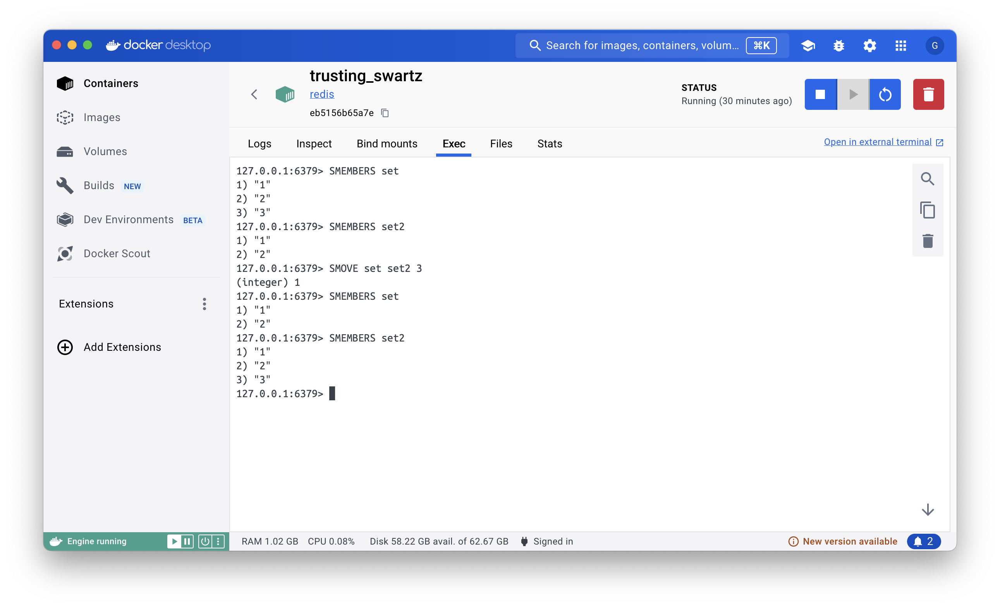 docker desktop
Search for images, containers, volum... ⌘K
G
Containers
Images
Volumes
Builds NEW
Dev Environments BETA
Docker Scout
Extensions
Add Extensions
trusting_swartz
redis
eb5156b65a7e
STATUS
Running (30 minutes ago)
Logs Inspect Bind mounts Exec Files Stats
Open in external terminal
127.0.0.1:6379> SMEMBERS set
1) "1"
2) "2"
3) "3"
127.0.0.1:6379> SMEMBERS set2
1) "1"
2) "2"
127.0.0.1:6379> SMOVE set set2 3
(integer) 1
127.0.0.1:6379> SMEMBERS set
1) "1"
2) "2"
127.0.0.1:6379> SMEMBERS set2
1) "1"
2) "2"
3) "3"
127.0.0.1:6379>
Engine running
RAM 1.02 GB CPU 0.08% Disk 58.22 GB avail. of 62.67 GB Signed in
New version available
2